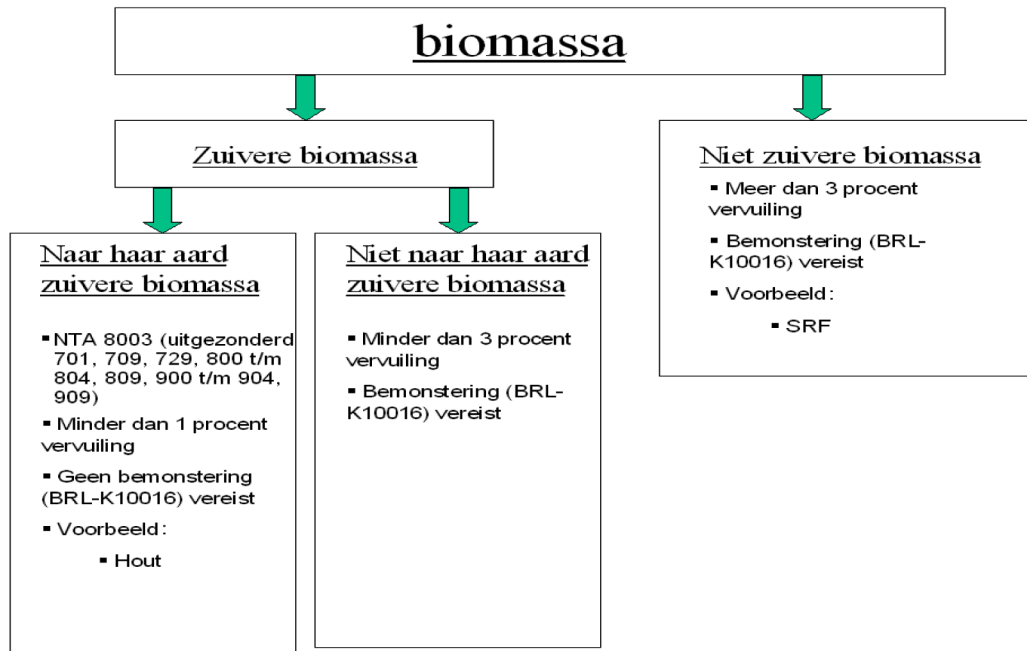 biomassa
Zuivere biomassa
Naar haar aard
zuivere biomassa
▪ NTA 8003 (uitgezonderd
701, 709, 729, 800 t/m
804, 809, 900 t/m 904,
909)
▪ Minder dan 1 procent
vervuiling
▪ Geen bemonstering
(BRL-K10016) vereist
▪ Voorbeeld:
▪ Hout
Niet naar haar aard
zuivere biomassa
▪ Minder dan 3 procent
vervuiling
▪ Bemonstering (BRL-
K10016) vereist
Niet zuivere biomassa
▪ Meer dan 3 procent
vervuiling
▪ Bemonstering (BRL-
K10016) vereist
▪ Voorbeeld:
▪ SRF